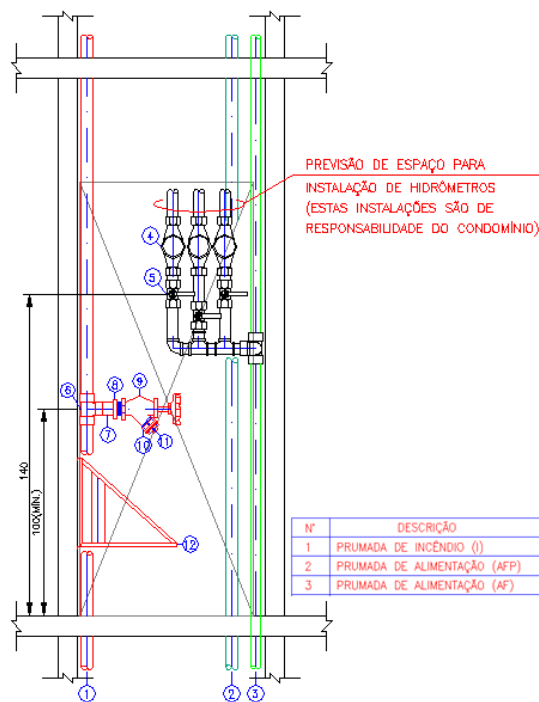 PREVISÃO DE ESPAÇO PARA
INSTALAÇÃO DE HIDRÔMETROS
(ESTAS INSTALAÇÕES SÃO DE
RESPONSABILIDADE DO CONDOMÍNIO)
4
5
6
8
9
7
10
11
12
140
100(MÍN.)
N° DESCRIÇÃO
1 PRUMADA DE INCÊNDIO (I)
2 PRUMADA DE ALIMENTAÇÃO (AFP)
3 PRUMADA DE ALIMENTAÇÃO (AF)
1 2 3